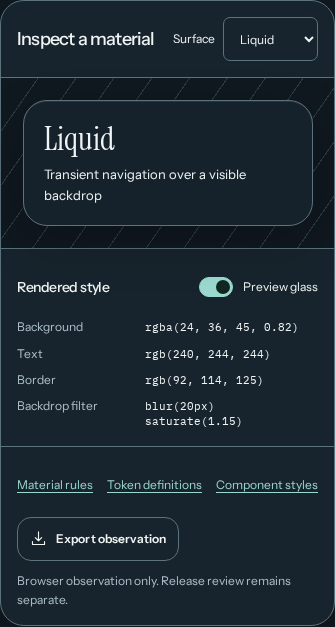 Inspect a material
Surface
Liquid
Liquid
Transient navigation over a visible
backdrop
Rendered style
Preview glass
Background rgba(24, 36, 45, 0.82)
Text rgb(240, 244, 244)
Border rgb(92, 114, 125)
Backdrop filter blur(20px)
saturate(1.15)
Material rules Token definitions Component styles
Export observation
Browser observation only. Release review remains
separate.